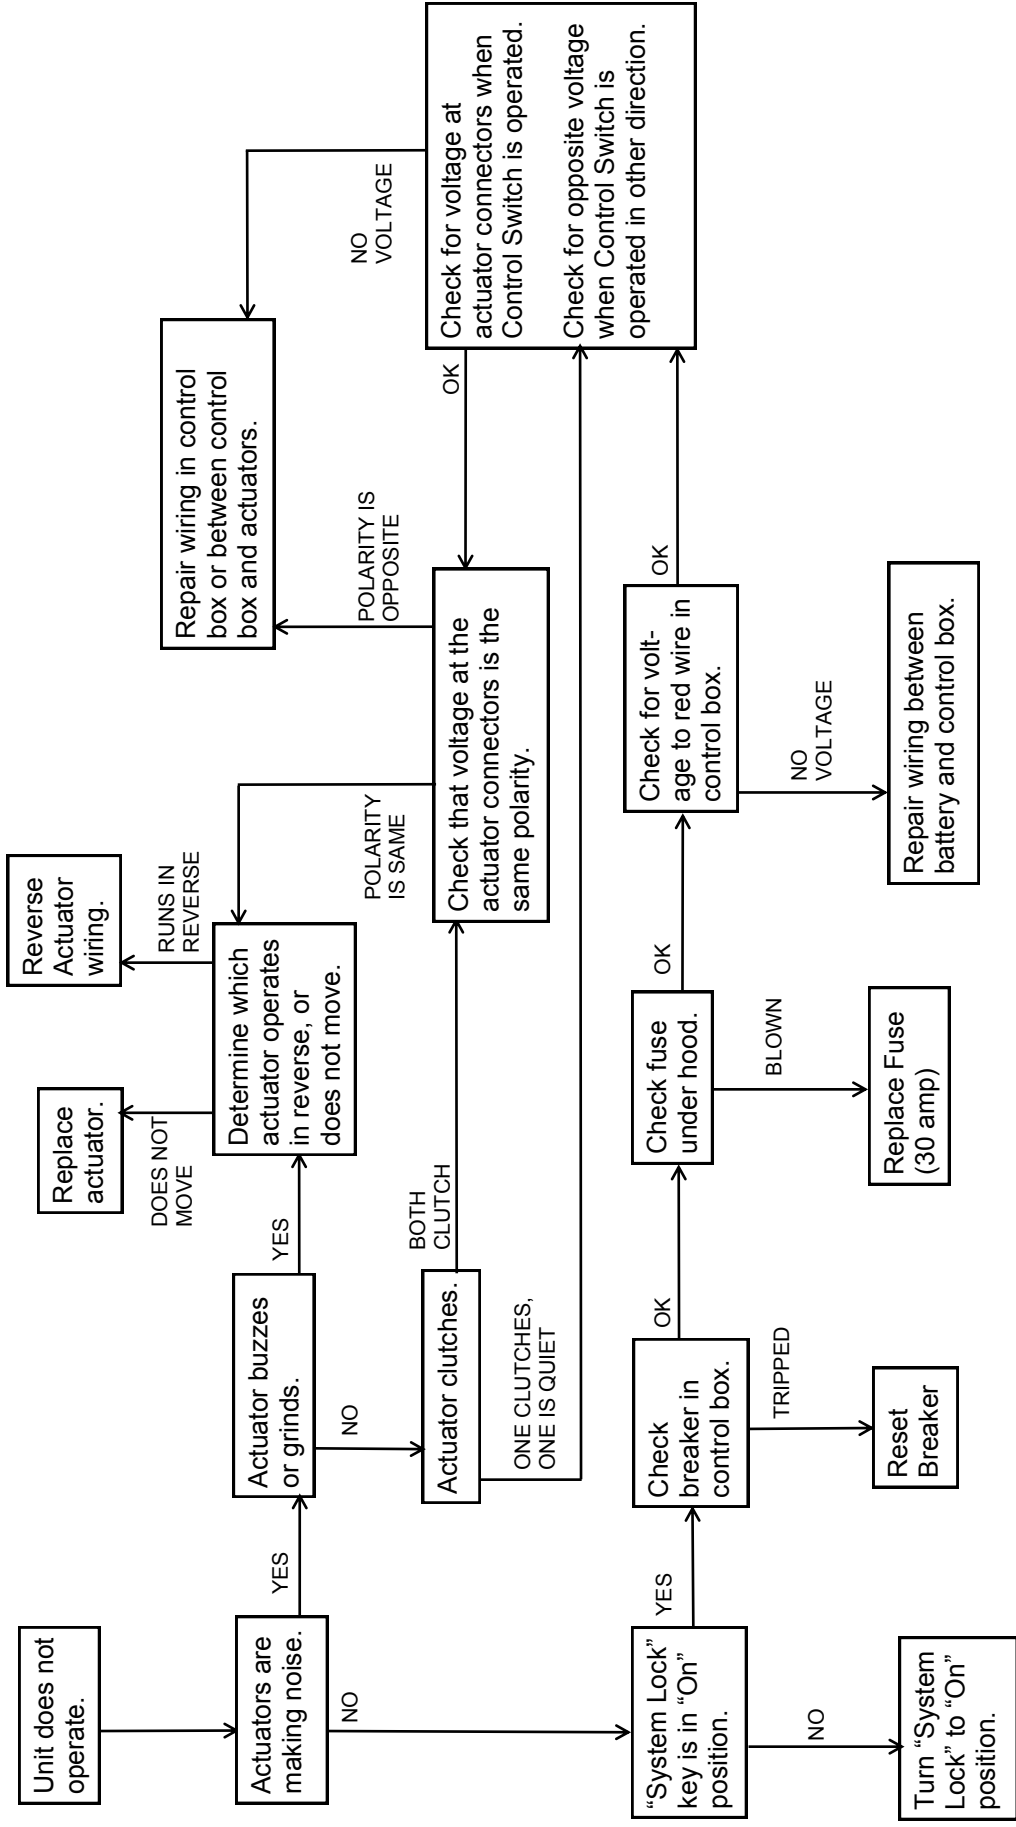 Unit does not
operate.
Actuators are
making noise.
YES
NO
Actuator buzzes
or grinds.
YES
NO
Determine which
actuator operates
in reverse, or
does not move.
DOES NOT
MOVE
Replace
actuator.
RUNS IN
REVERSE
Reverse
Actuator
wiring.
Actuator clutches.
BOTH
CLUTCH
ONE CLUTCHES,
ONE IS QUIET
Check that voltage at the
actuator connectors is the
same polarity.
POLARITY
IS SAME
POLARITY IS
OPPOSITE
Repair wiring in control
box or between control
box and actuators.
OK
NO
VOLTAGE
Check for voltage at
actuator connectors when
Control Switch is operated.
Check for opposite voltage
when Control Switch is
operated in other direction.
“System Lock”
key is in “On”
position.
YES
NO
Turn “System
Lock” to “On”
position.
Check
breaker in
control box.
OK
TRIPPED
Reset
Breaker
Check fuse
under hood.
OK
BLOWN
Replace Fuse
(30 amp)
Check for volt-
age to red wire in
control box.
OK
NO
VOLTAGE
Repair wiring between
battery and control box.